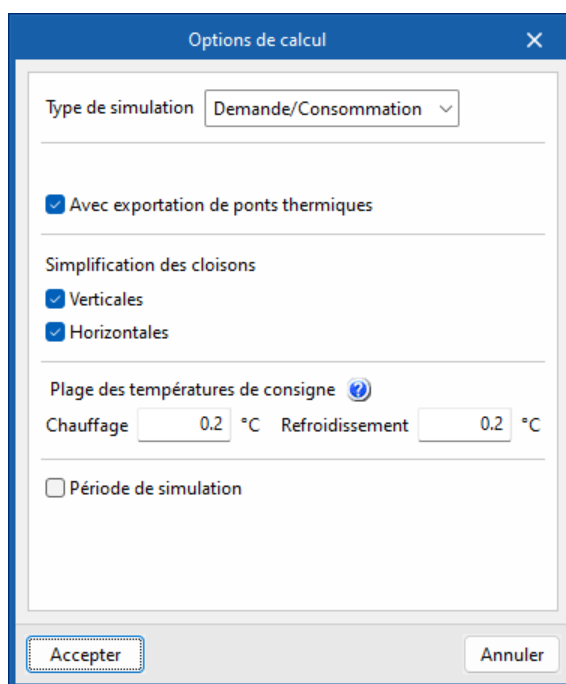 Options de calcul
Type de simulation Demande/Consommation
Avec exportation de ponts thermiques
Simplification des cloisons
Verticales
Horizontales
Plage des températures de consigne ?
Chauffage 0.2 °C Refroidissement 0.2 °C
Période de simulation
Accepter Annuler